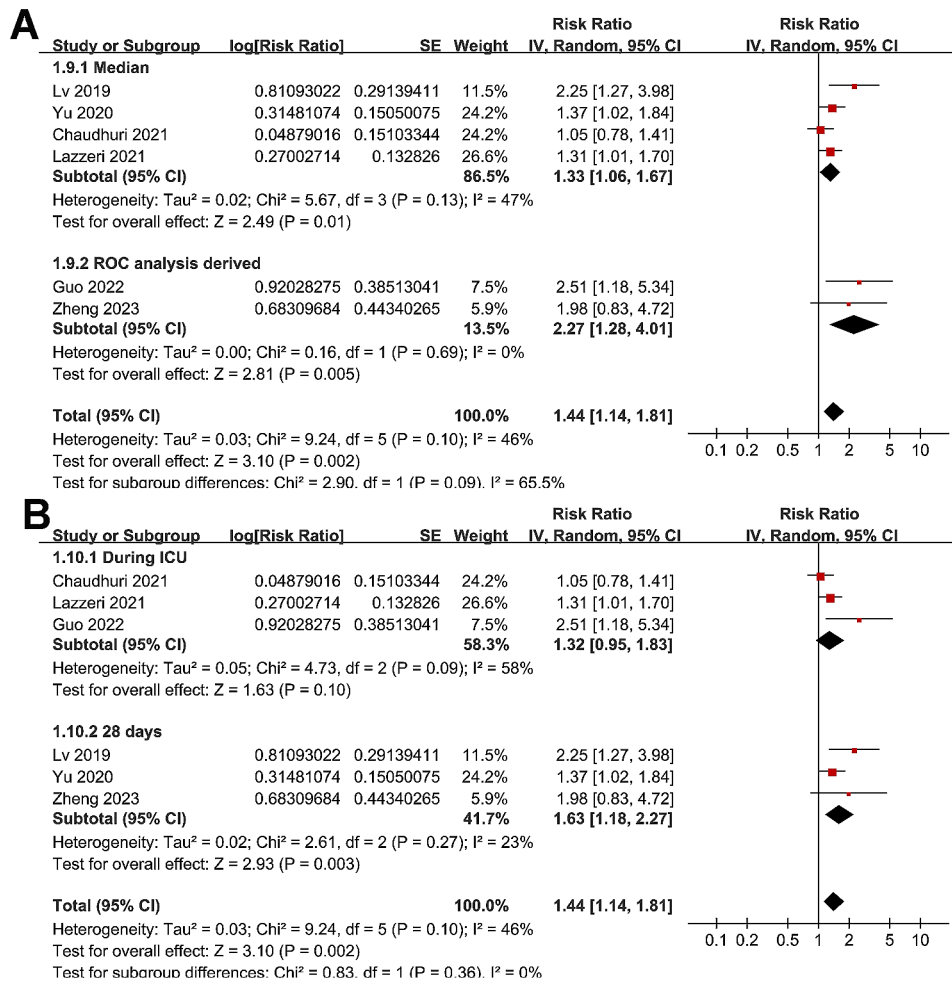 A
Risk Ratio Risk Ratio
Study or Subgroup log[Risk Ratio] SE Weight IV, Random, 95% CI IV, Random, 95% CI
1.9.1 Median
Lv 2019 0.81093022 0.29139411 11.5% 2.25 [1.27, 3.98]
Yu 2020 0.31481074 0.15050075 24.2% 1.37 [1.02, 1.84]
Chaudhuri 2021 0.04879016 0.15103344 24.2% 1.05 [0.78, 1.41]
Lazzeri 2021 0.27002714 0.132826 26.6% 1.31 [1.01, 1.70]
Subtotal (95% CI) 86.5% 1.33 [1.06, 1.67]
Heterogeneity: Tau² = 0.02; Chi² = 5.67, df = 3 (P = 0.13); I² = 47%
Test for overall effect: Z = 2.49 (P = 0.01)
1.9.2 ROC analysis derived
Guo 2022 0.92028275 0.38513041 7.5% 2.51 [1.18, 5.34]
Zheng 2023 0.68309684 0.44340265 5.9% 1.98 [0.83, 4.72]
Subtotal (95% CI) 13.5% 2.27 [1.28, 4.01]
Heterogeneity: Tau² = 0.00; Chi² = 0.16, df = 1 (P = 0.69); I² = 0%
Test for overall effect: Z = 2.81 (P = 0.005)
Total (95% CI) 100.0% 1.44 [1.14, 1.81]
Heterogeneity: Tau² = 0.03; Chi² = 9.24, df = 5 (P = 0.10); I² = 46%
0.1 0.2 0.5 1 2 5 10
Test for overall effect: Z = 3.10 (P = 0.002)
Test for subgroup differences: Chi² = 2.90, df = 1 (P = 0.09), I² = 65.5%
B
Risk Ratio Risk Ratio
Study or Subgroup log[Risk Ratio] SE Weight IV, Random, 95% CI IV, Random, 95% CI
1.10.1 During ICU
Chaudhuri 2021 0.04879016 0.15103344 24.2% 1.05 [0.78, 1.41]
Lazzeri 2021 0.27002714 0.132826 26.6% 1.31 [1.01, 1.70]
Guo 2022 0.92028275 0.38513041 7.5% 2.51 [1.18, 5.34]
Subtotal (95% CI) 58.3% 1.32 [0.95, 1.83]
Heterogeneity: Tau² = 0.05; Chi² = 4.73, df = 2 (P = 0.09); I² = 58%
Test for overall effect: Z = 1.63 (P = 0.10)
1.10.2 28 days
Lv 2019 0.81093022 0.29139411 11.5% 2.25 [1.27, 3.98]
Yu 2020 0.31481074 0.15050075 24.2% 1.37 [1.02, 1.84]
Zheng 2023 0.68309684 0.44340265 5.9% 1.98 [0.83, 4.72]
Subtotal (95% CI) 41.7% 1.63 [1.18, 2.27]
Heterogeneity: Tau² = 0.02; Chi² = 2.61, df = 2 (P = 0.27); I² = 23%
Test for overall effect: Z = 2.93 (P = 0.003)
Total (95% CI) 100.0% 1.44 [1.14, 1.81]
Heterogeneity: Tau² = 0.03; Chi² = 9.24, df = 5 (P = 0.10); I² = 46%
0.1 0.2 0.5 1 2 5 10
Test for overall effect: Z = 3.10 (P = 0.002)
Test for subgroup differences: Chi² = 0.83, df = 1 (P = 0.36), I² = 0%